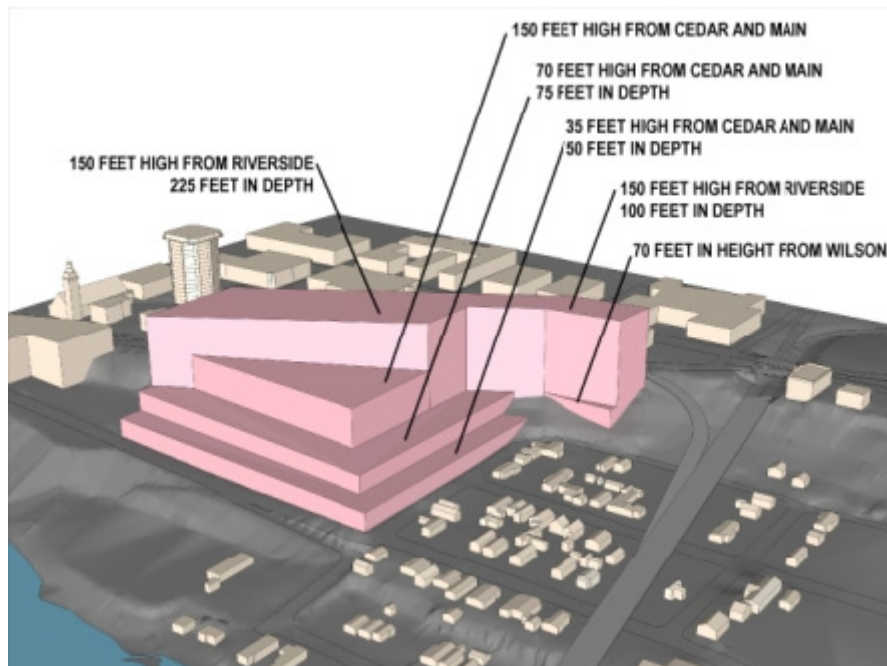 150 FEET HIGH FROM CEDAR AND MAIN
70 FEET HIGH FROM CEDAR AND MAIN
75 FEET IN DEPTH
35 FEET HIGH FROM CEDAR AND MAIN
50 FEET IN DEPTH
150 FEET HIGH FROM RIVERSIDE
225 FEET IN DEPTH
150 FEET HIGH FROM RIVERSIDE
100 FEET IN DEPTH
70 FEET IN HEIGHT FROM WILSON